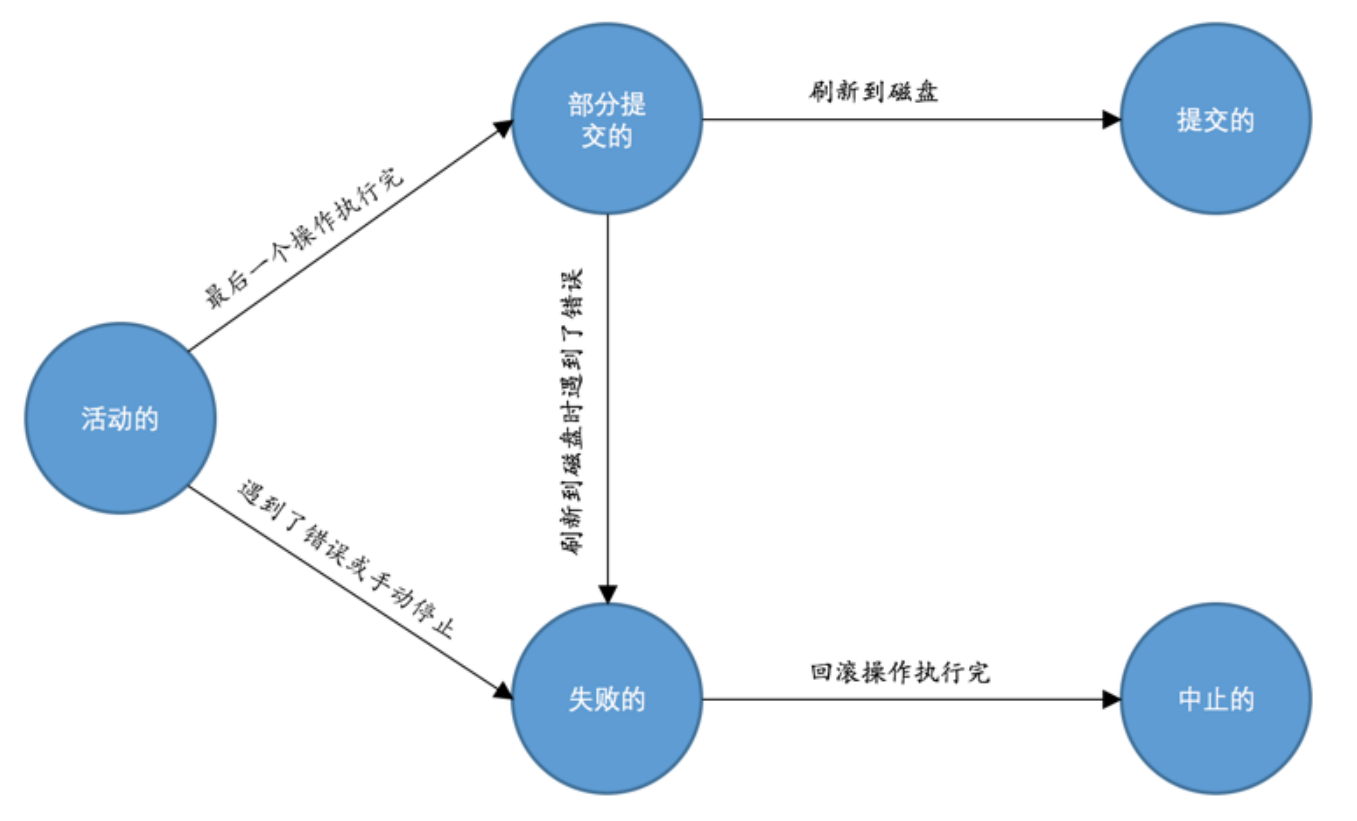 部分提
交的
刷新到磁盘
提交的
最后一个操作执行完
刷新到磁盘时遇到了错误
活动的
遇到了错误或手动停止
失败的
回滚操作执行完
中止的